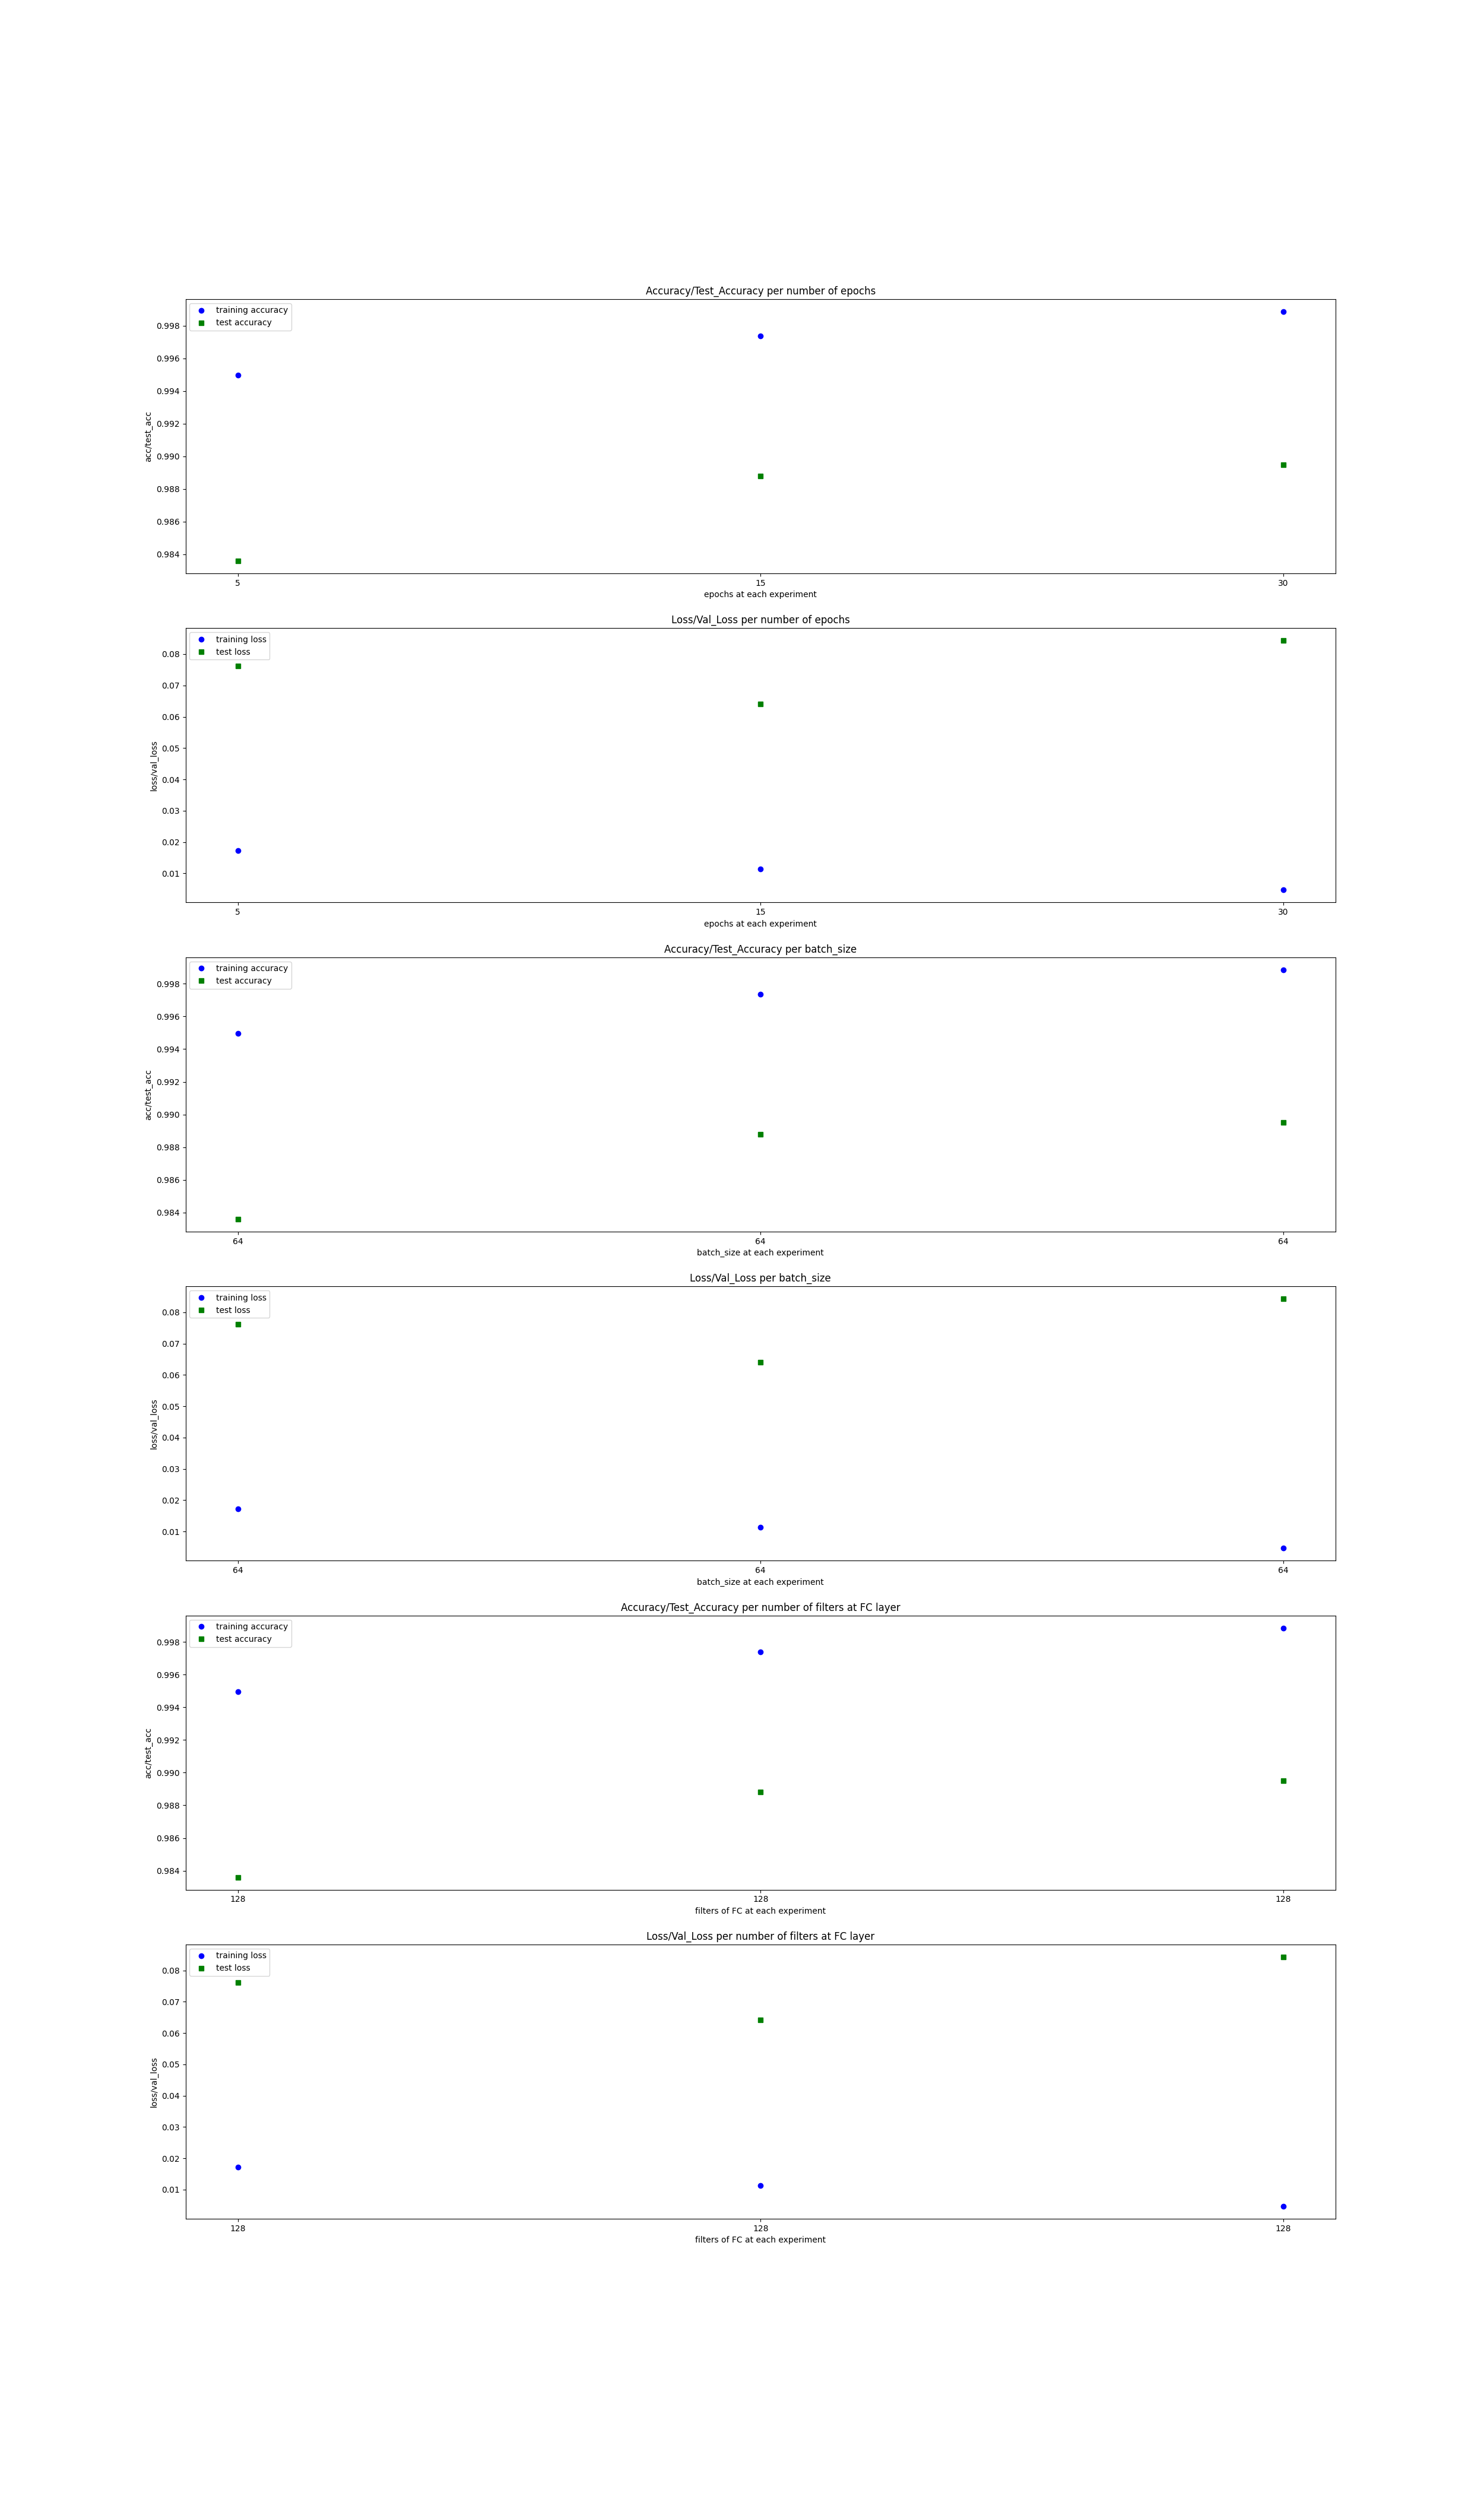 Accuracy/Test_Accuracy per number of epochs
training accuracy
test accuracy
0.998
0.996
0.994
0.992
0.990
0.988
0.986
0.984
acc/test_acc
5 15 30
epochs at each experiment
Loss/Val_Loss per number of epochs
training loss
test loss
0.08
0.07
0.06
0.05
0.04
0.03
0.02
0.01
loss/val_loss
5 15 30
epochs at each experiment
Accuracy/Test_Accuracy per batch_size
training accuracy
test accuracy
0.998
0.996
0.994
0.992
0.990
0.988
0.986
0.984
acc/test_acc
64 64 64
batch_size at each experiment
Loss/Val_Loss per batch_size
training loss
test loss
0.08
0.07
0.06
0.05
0.04
0.03
0.02
0.01
loss/val_loss
64 64 64
batch_size at each experiment
Accuracy/Test_Accuracy per number of filters at FC layer
training accuracy
test accuracy
0.998
0.996
0.994
0.992
0.990
0.988
0.986
0.984
acc/test_acc
128 128 128
filters of FC at each experiment
Loss/Val_Loss per number of filters at FC layer
training loss
test loss
0.08
0.07
0.06
0.05
0.04
0.03
0.02
0.01
loss/val_loss
128 128 128
filters of FC at each experiment